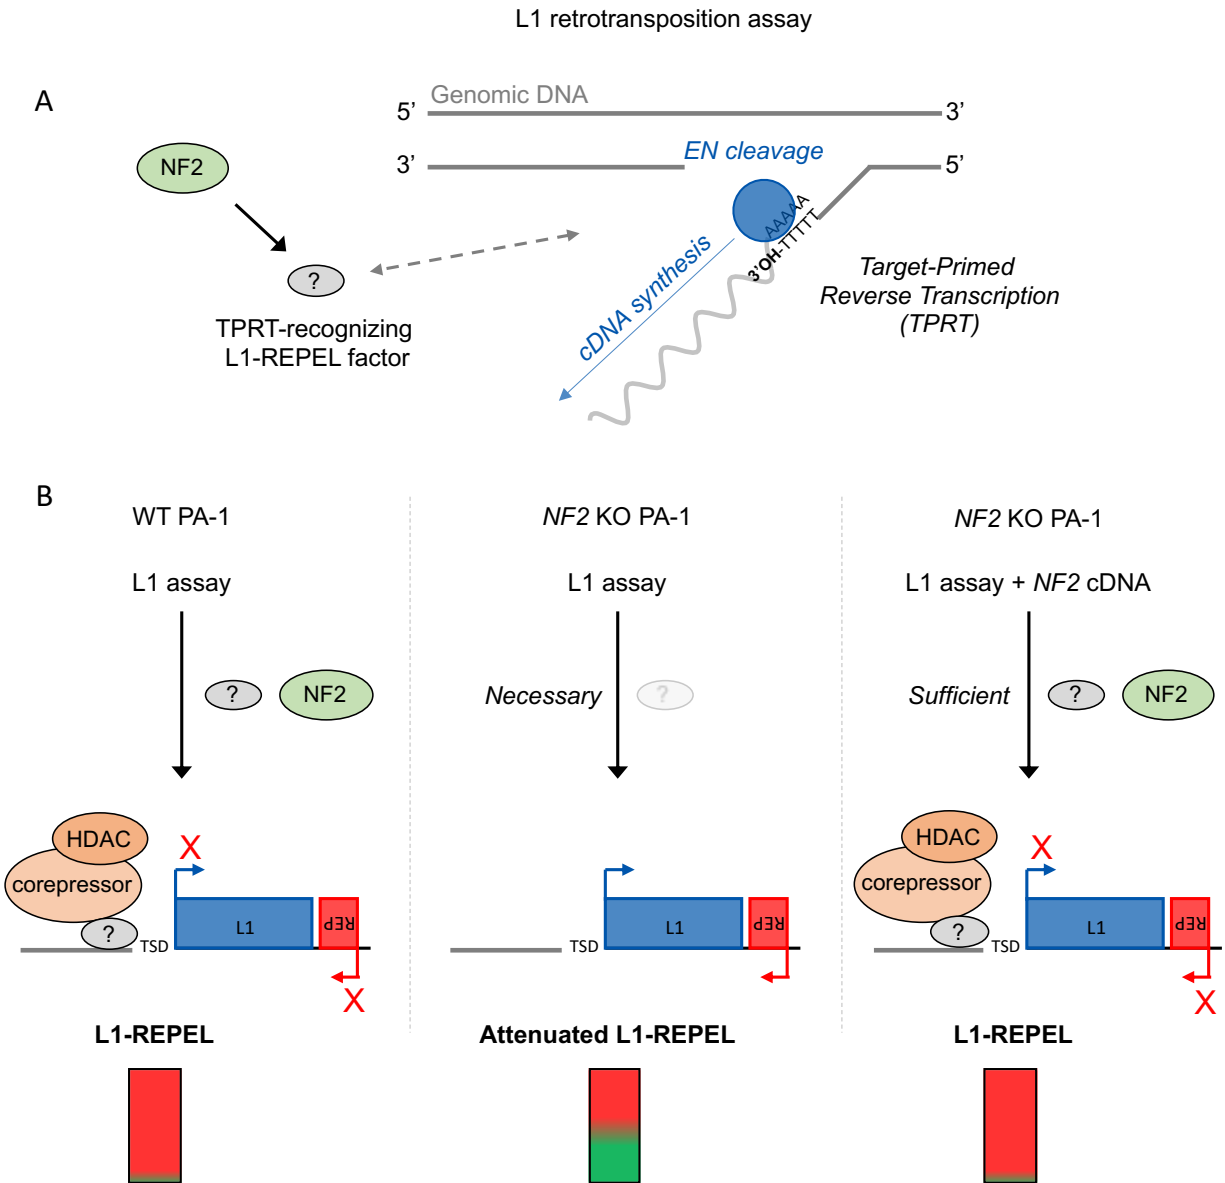 L1 retrotransposition assay
A
Genomic DNA
5’ 3’
3’ EN cleavage 5’
NF2
AAAAA
3’OH-TTTTT
?
cDNA synthesis
Target-Primed
Reverse Transcription
(TPRT)
TPRT-recognizing
L1-REPEL factor
B
WT PA-1
L1 assay
? NF2
HDAC
X
corepressor
? TSD L1 REP
X
L1-REPEL
NF2 KO PA-1
L1 assay
Necessary ?
TSD L1 REP
Attenuated L1-REPEL
NF2 KO PA-1
L1 assay + NF2 cDNA
Sufficient ? NF2
HDAC
X
corepressor
? TSD L1 REP
X
L1-REPEL